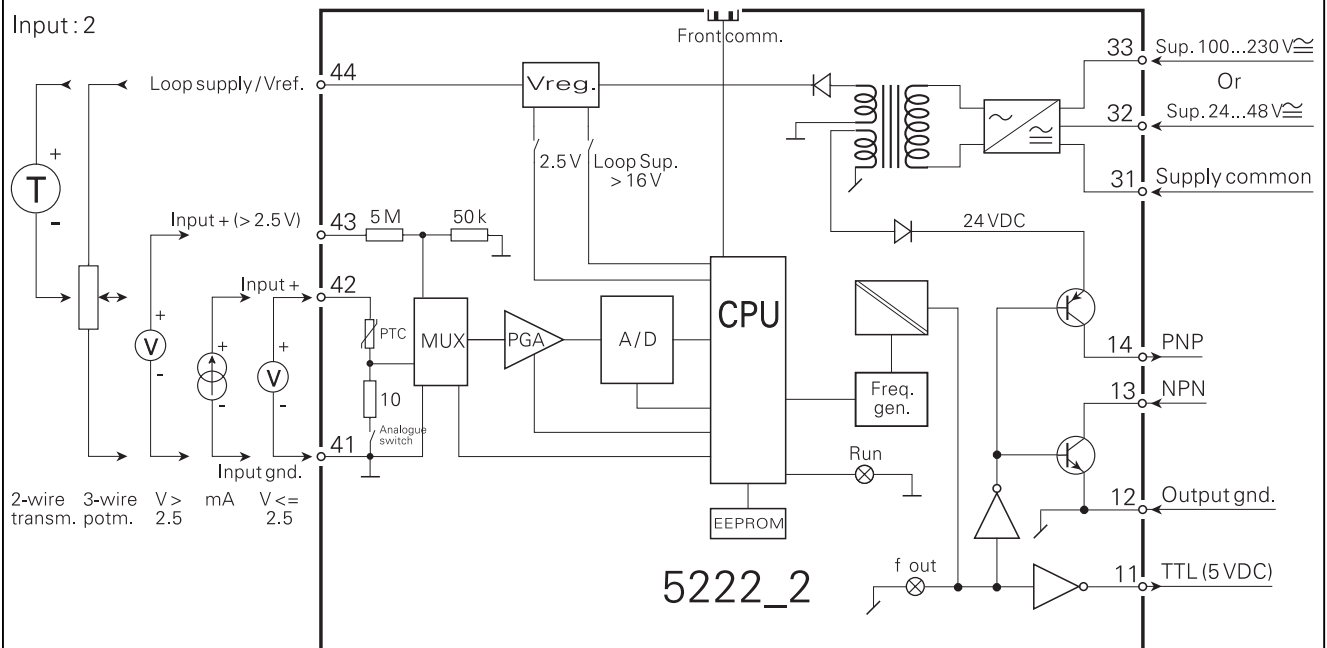 Input : 2
Front comm.
Loop supply / Vref.
44
Vreg.
33
Sup. 100...230 V≅
Or
32
Sup. 24...48 V≅
2.5 V
Loop Sup.
> 16 V
31
Supply common
+
T
-
Input + (> 2.5 V)
43
5 M
50 k
24 VDC
Input +
42
PTC
MUX
PGA
A/D
CPU
+
V
-
+
-
+
V
-
14
PNP
10
Analogue
switch
Freq.
gen.
13
NPN
41
Input gnd.
Run
2-wire
transm.
3-wire
potm.
V >
2.5
mA
V <=
2.5
EEPROM
12
Output gnd.
5222_2
f out
11
TTL (5 VDC)